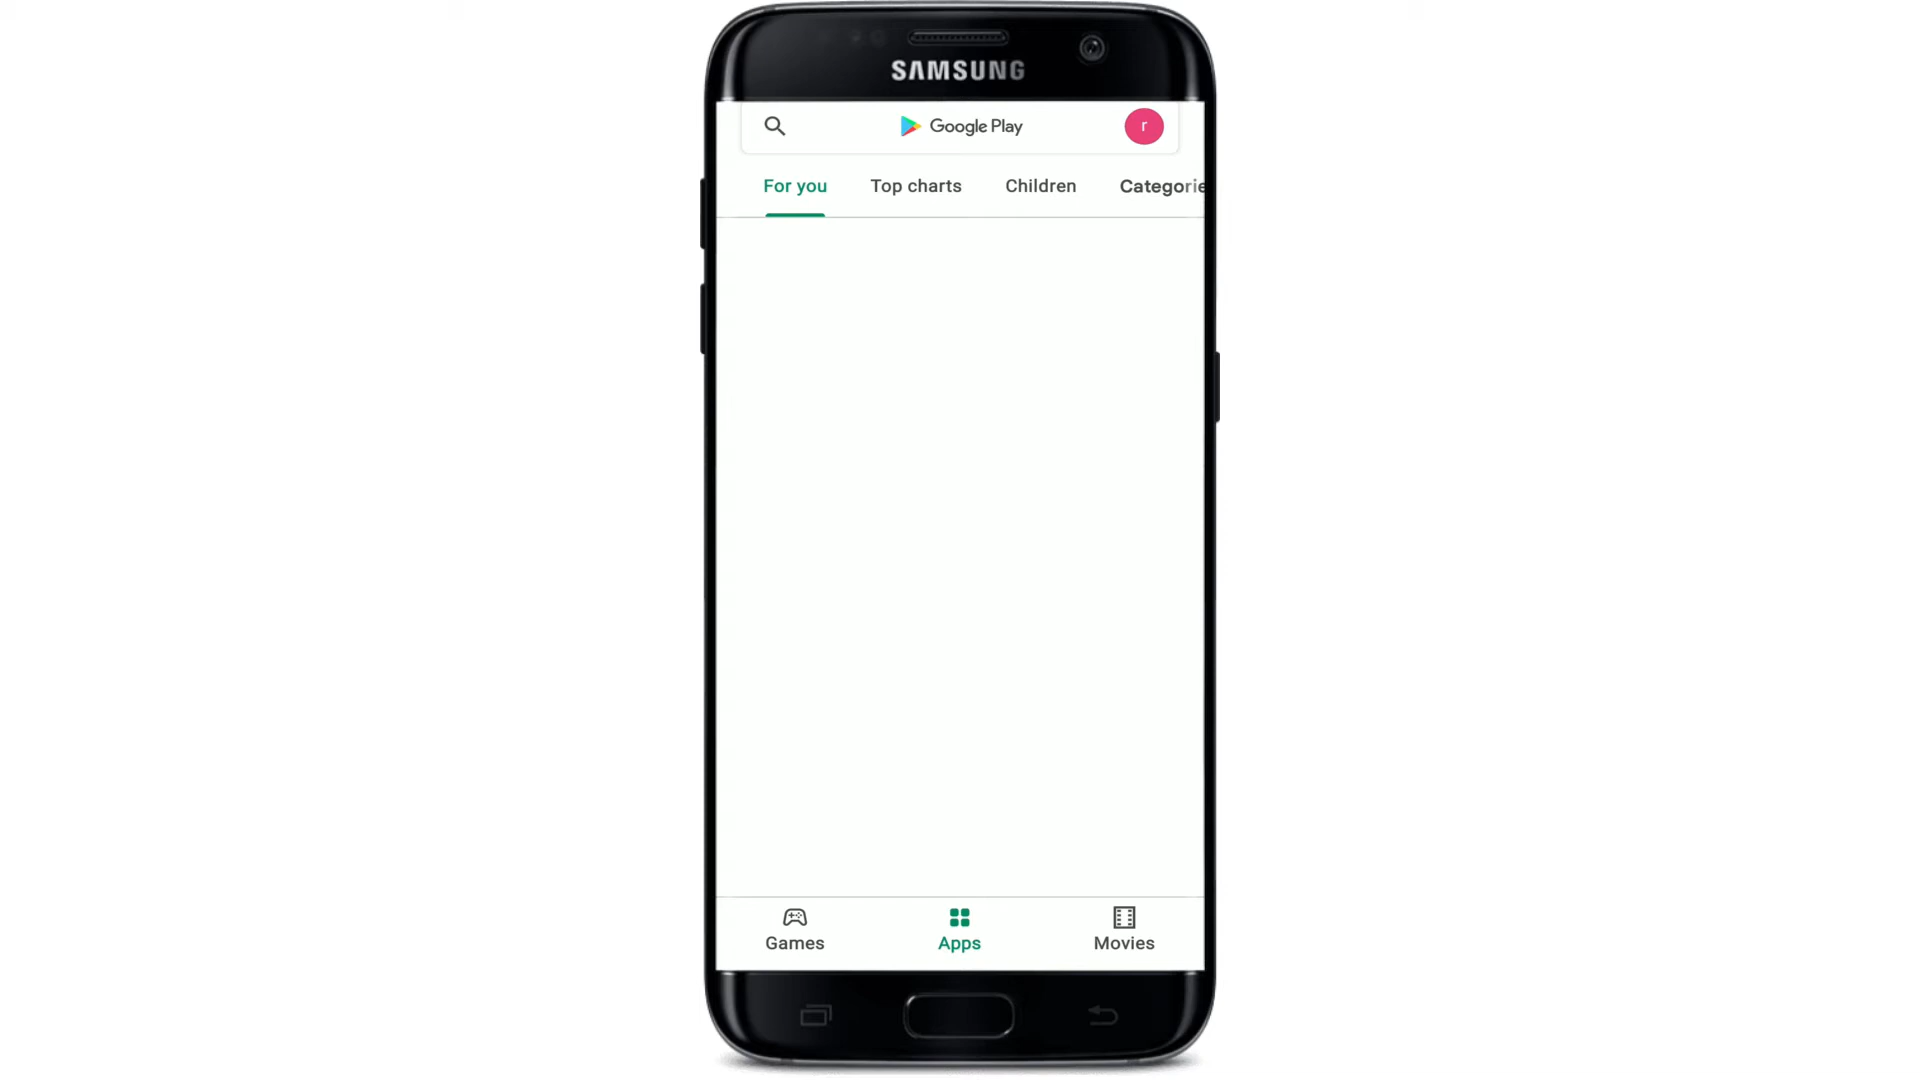 SAMSUNG
Google Play
r
For you
Top charts
Children
Categorie
Games
Apps
Movies